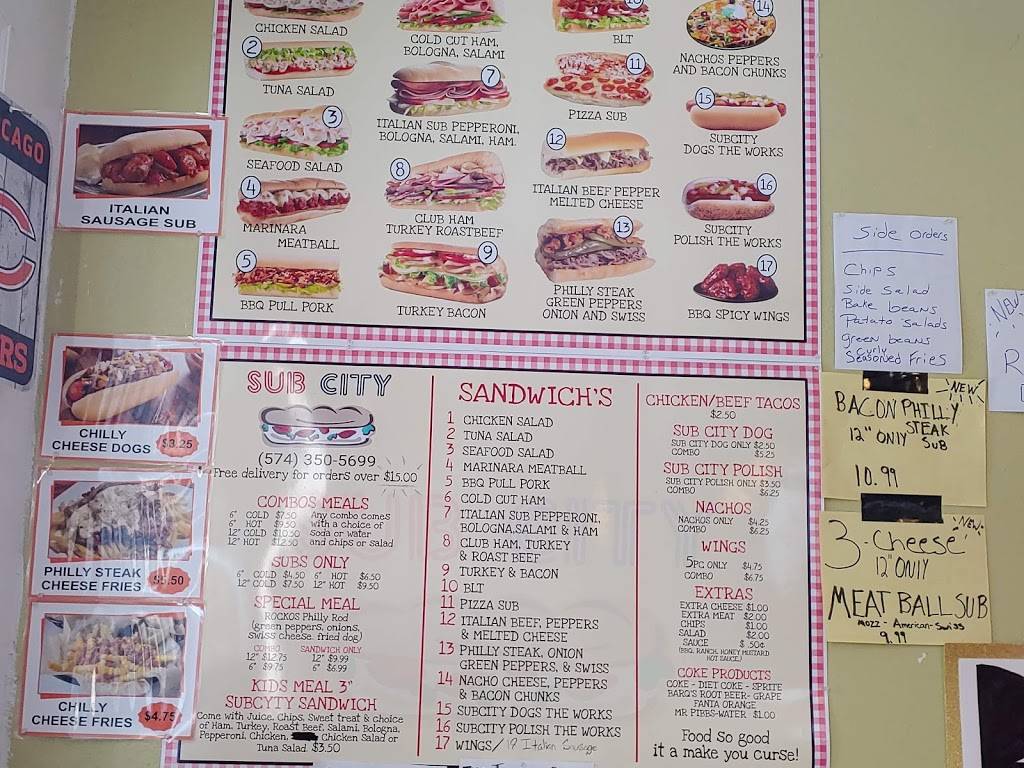 CHICKEN SALAD
2
TUNA SALAD
3
SEAFOOD SALAD
4
MARINARA
MEATBALL
5
BBQ PULL PORK
COLD CUT HAM,
BOLOGNA, SALAMI
7
ITALIAN SUB PEPPERONI,
BOLOGNA, SALAMI, HAM.
8
CLUB HAM
TURKEY ROASTBEEF
9
TURKEY BACON
10
BLT
11
PIZZA SUB
12
ITALIAN BEEF PEPPER
MELTED CHEESE
13
PHILLY STEAK
GREEN PEPPERS
ONION AND SWISS
14
NACHOS PEPPERS
AND BACON CHUNKS
15
SUBCITY
DOGS THE WORKS
16
SUBCITY
POLISH THE WORKS
17
BBQ SPICY WINGS
CAGO
C
RS
ITALIAN
SAUSAGE SUB
CHILLY
CHEESE DOGS $3.25
PHILLY STEAK
CHEESE FRIES $5.50
CHILLY
CHEESE FRIES $4.75
SUB CITY
(574) 350-5699
Free delivery for orders over $15.00
COMBOS MEALS
6" COLD $7.50
6" HOT $9.50
12" COLD $10.50
12" HOT $12.50
Any combo comes
with a choice of
soda or water
and chips or salad
SUBS ONLY
6" COLD $4.50 6" HOT $6.50
12" COLD $7.50 12" HOT $9.50
SPECIAL MEAL
ROCKOS Philly Rod
(green peppers, onions,
swiss cheese, fried dog)
COMBO SANDWICH ONLY
12" $12.75 12" $9.99
6" $9.75 6" $6.99
KIDS MEAL 3"
SUBCYTY SANDWICH
Come with Juice, Chips, Sweet treat & choice
of Ham, Turkey, Roast Beef, Salami, Bologna,
Pepperoni, Chicken, Chicken Salad or
Tuna Salad. $3.50
SANDWICH'S
1 CHICKEN SALAD
2 TUNA SALAD
3 SEAFOOD SALAD
4 MARINARA MEATBALL
5 BBQ PULL PORK
6 COLD CUT HAM
7 ITALIAN SUB PEPPERONI,
BOLOGNA,SALAMI & HAM
8 CLUB HAM, TURKEY
& ROAST BEEF
9 TURKEY & BACON
10 BLT
11 PIZZA SUB
12 ITALIAN BEEF, PEPPERS
& MELTED CHEESE
13 PHILLY STEAK, ONION
GREEN PEPPERS, & SWISS
14 NACHO CHEESE, PEPPERS
& BACON CHUNKS
15 SUBCITY DOGS THE WORKS
16 SUBCITY POLISH THE WORKS
17 WINGS/ Italian Sausage
CHICKEN/BEEF TACOS
$2.50
SUB CITY DOG
SUB CITY DOG ONLY $2.50
COMBO $5.25
SUB CITY POLISH
SUB CITY POLISH ONLY $3.50
COMBO $6.25
NACHOS
NACHOS ONLY $4.25
COMBO $6.25
WINGS
5PC ONLY $4.75
COMBO $6.75
EXTRAS
EXTRA CHEESE $1.00
EXTRA MEAT $2.00
CHIPS $1.00
SALAD $2.00
SAUCE $ .50¢
(BBQ, RANCH, HONEY MUSTARD
HOT SAUCE)
COKE PRODUCTS
COKE - DIET COKE - SPRITE
BARQ'S ROOT BEER- GRAPE
FANTA ORANGE
MR PIBBS-WATER $1.00
Food so good
it a make you curse!
Side Orders
Chips
Side Salad
Bake beans
Patato Salads
green beans
curly
Seasoned Fries
NEW
R
NEW
BACON PHILLY
STEAK
12" ONLY SUB
10.99
New
3-Cheese
12" ONLY
MEAT BALL SUB
MOZZ - American-Swiss
9.99